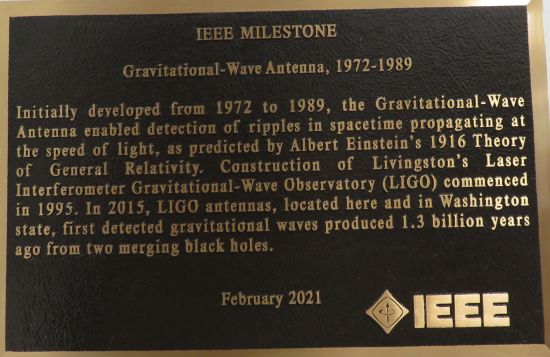 IEEE MILESTONE
Gravitational-Wave Antenna, 1972-1989
Initially developed from 1972 to 1989, the Gravitational-Wave
Antenna enabled detection of ripples in spacetime propagating at
the speed of light, as predicted by Albert Einstein's 1916 Theory
of General Relativity. Construction of Livingston's Laser
Interferometer Gravitational-Wave Observatory (LIGO) commenced
in 1995. In 2015, LIGO antennas, located here and in Washington
state, first detected gravitational waves produced 1.3 billion years
ago from two merging black holes.
February 2021
IEEE